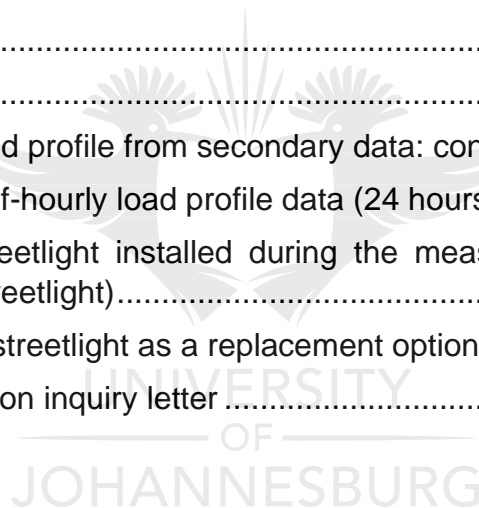 ................................................................
................................................................
d profile from secondary data: con
f-hourly load profile data (24 hours
eetlight installed during the meas
reetlight)................................................
streetlight as a replacement option
on inquiry letter ..................................
UNIVERSITY
OF
JOHANNESBURG